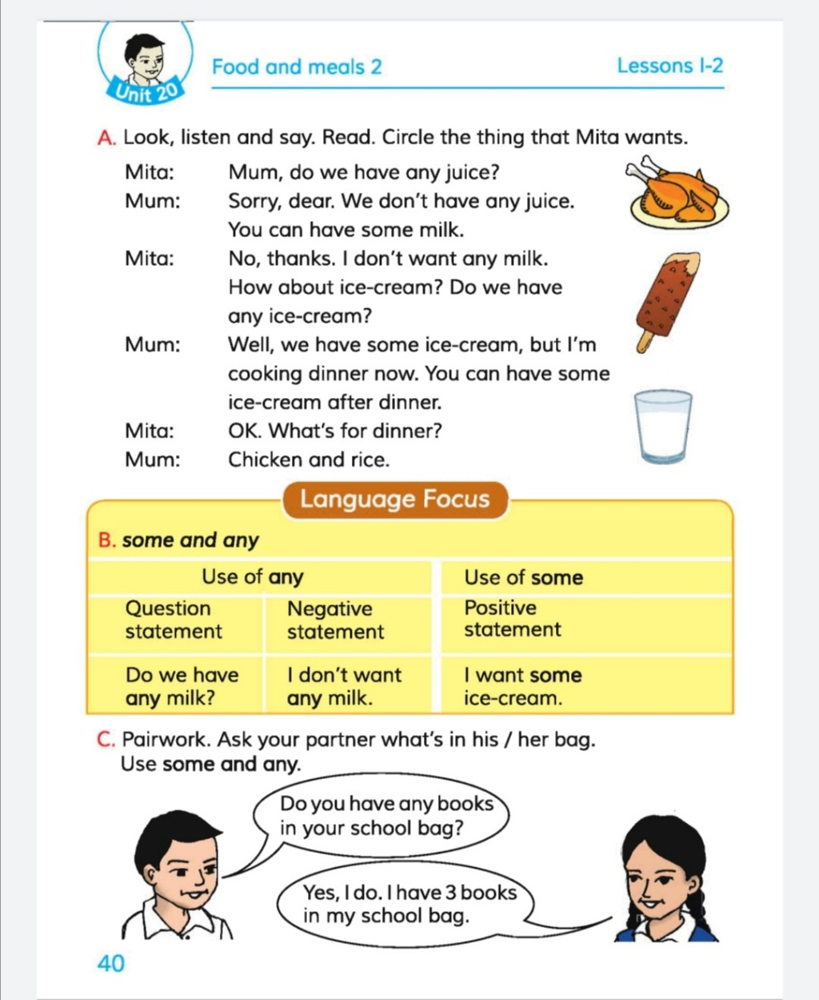 Unit 20
Food and meals 2
Lessons 1-2
A. Look, listen and say. Read. Circle the thing that Mita wants.
Mita: Mum, do we have any juice?
Mum: Sorry, dear. We don't have any juice.
You can have some milk.
Mita: No, thanks. I don't want any milk.
How about ice-cream? Do we have
any ice-cream?
Mum: Well, we have some ice-cream, but I'm
cooking dinner now. You can have some
ice-cream after dinner.
Mita: OK. What's for dinner?
Mum: Chicken and rice.
Language Focus
B. some and any
Use of any
Use of some
Question
statement
Negative
statement
Positive
statement
Do we have
any milk?
I don't want
any milk.
I want some
ice-cream.
C. Pairwork. Ask your partner what's in his / her bag.
Use some and any.
Do you have any books
in your school bag?
Yes, I do. I have 3 books
in my school bag.
40